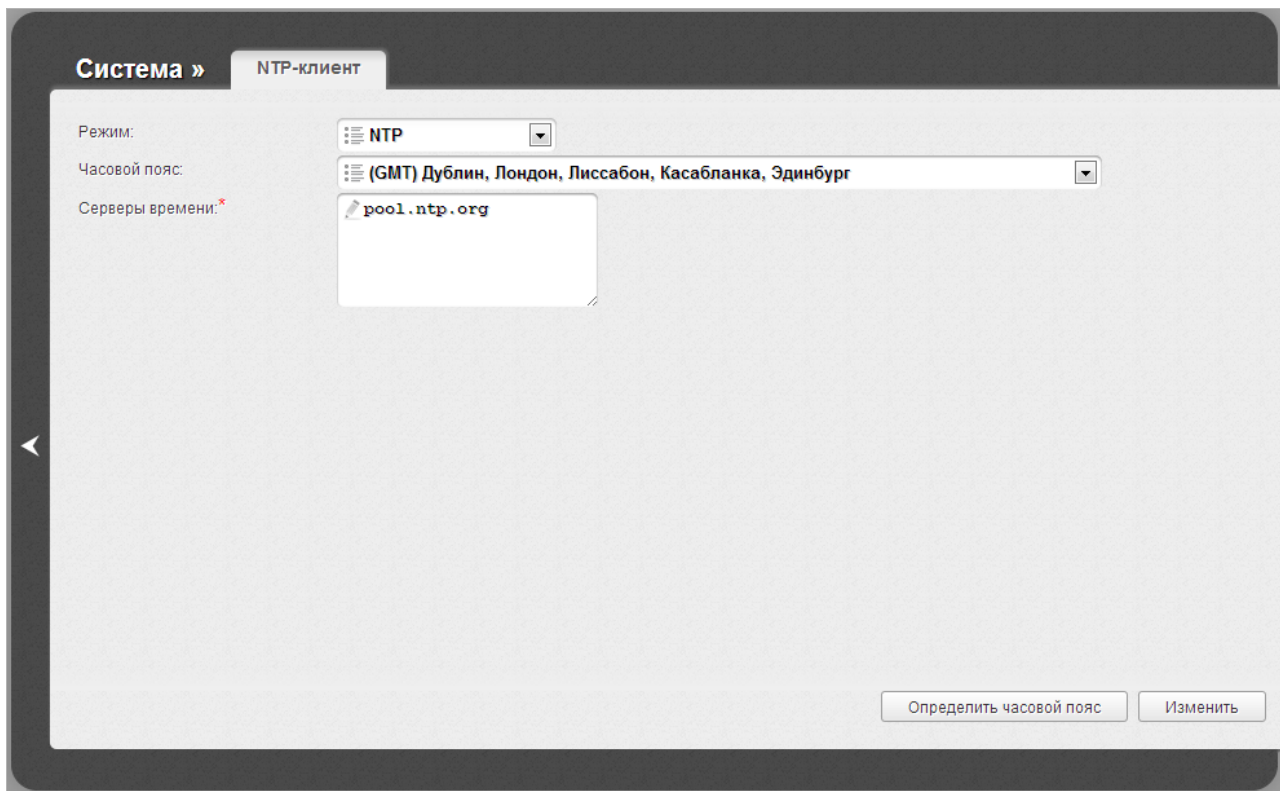 Система »
NTP-клиент
Режим:
NTP
Часовой пояс:
(GMT) Дублин, Лондон, Лиссабон, Касабланка, Эдинбург
Серверы времени:*
pool.ntp.org
Определить часовой пояс
Изменить